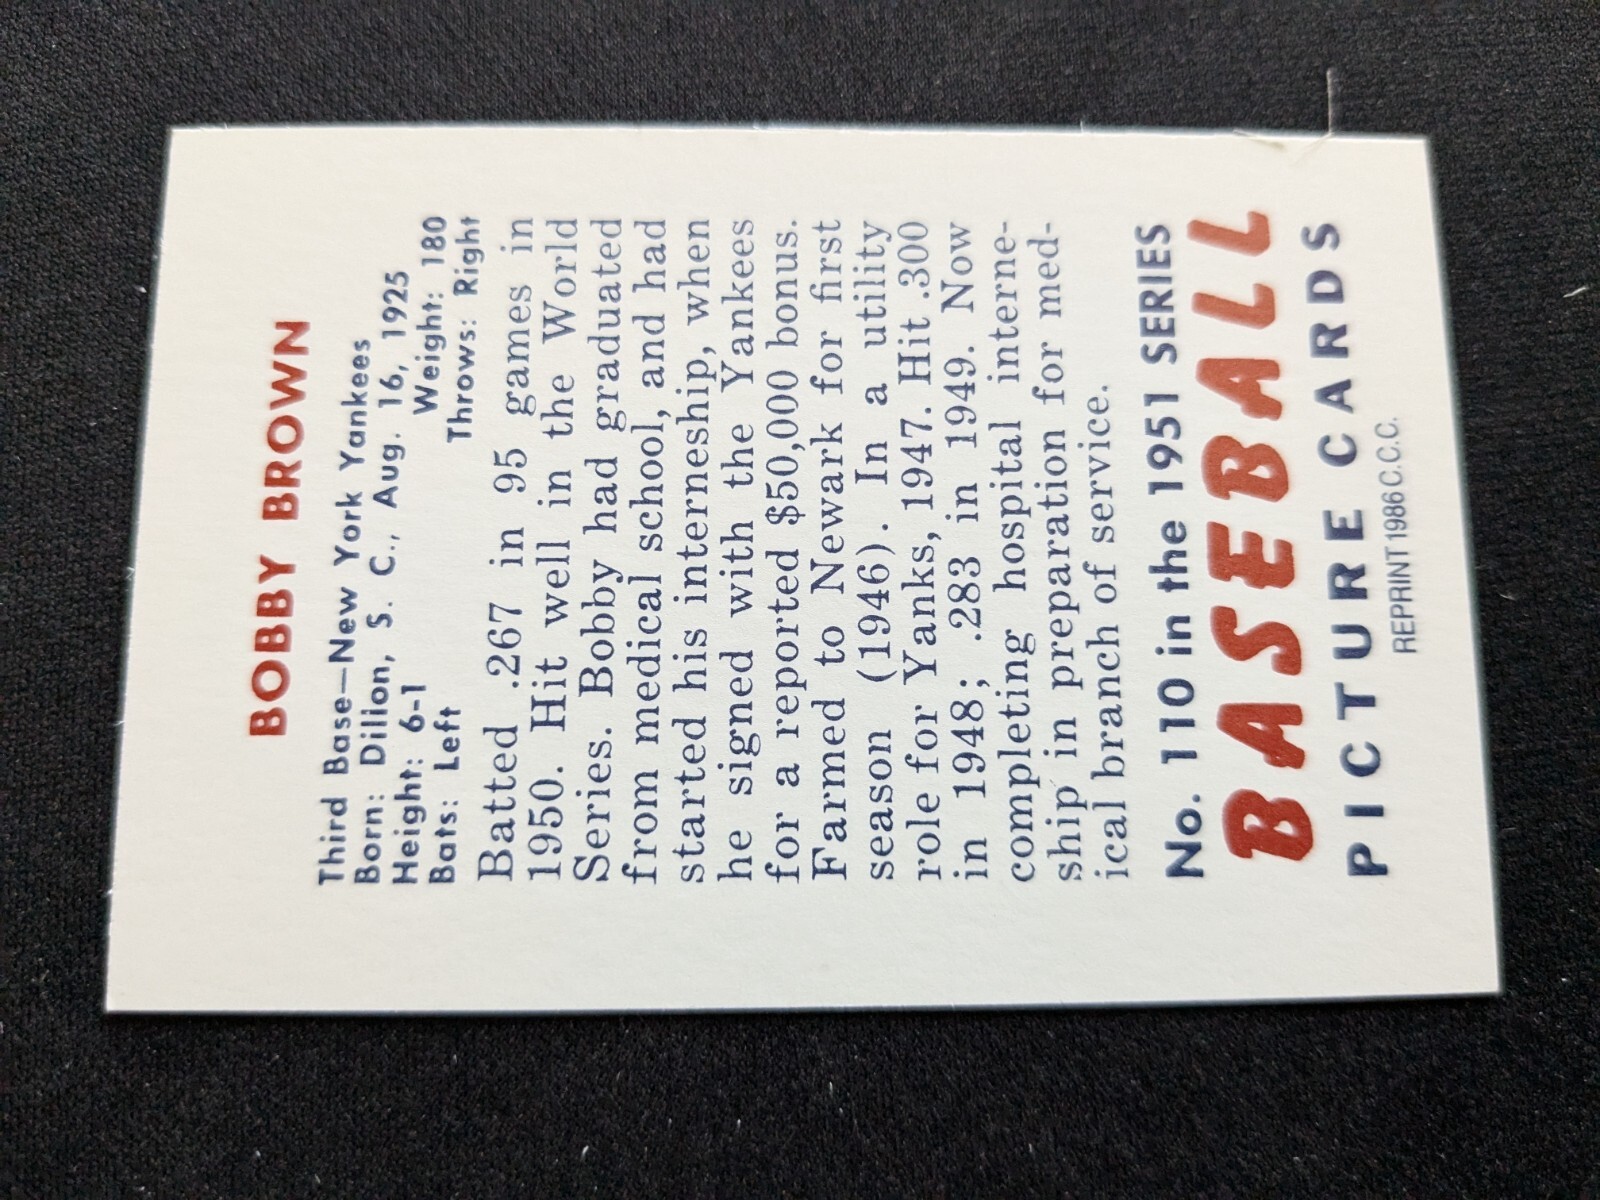 BOBBY BROWN
Third Base—New York Yankees
Born: Dillon, S. C., Aug. 16, 1925
Height: 6-1 Weight: 180
Bats: Left Throws: Right
Batted .267 in 95 games in
1950. Hit well in the World
Series. Bobby had graduated
from medical school, and had
started his interneship, when
he signed with the Yankees
for a reported $50,000 bonus.
Farmed to Newark for first
season (1946). In a utility
role for Yanks, 1947. Hit .300
in 1948; .283 in 1949. Now
completing hospital interne-
ship in preparation for med-
ical branch of service.
No. 110 in the 1951 SERIES
BASEBALL
PICTURE CARDS
REPRINT 1986 C.C.C.